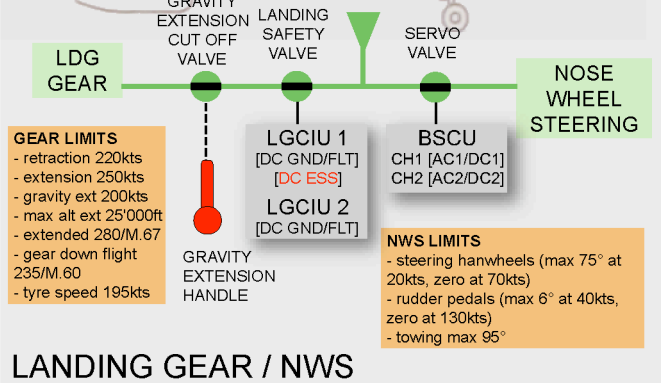 GRAVITY
EXTENSION
CUT OFF
VALVE
LANDING
SAFETY
VALVE
SERVO
VALVE
LDG
GEAR
NOSE
WHEEL
STEERING
GEAR LIMITS
- retraction 220kts
- extension 250kts
- gravity ext 200kts
- max alt ext 25'000ft
- extended 280/M.67
- gear down flight
235/M.60
- tyre speed 195kts
LGCIU 1
[DC GND/FLT]
[DC ESS]
LGCIU 2
[DC GND/FLT]
BSCU
CH1 [AC1/DC1]
CH2 [AC2/DC2]
GRAVITY
EXTENSION
HANDLE
NWS LIMITS
- steering hanwheels (max 75° at
20kts, zero at 70kts)
- rudder pedals (max 6° at 40kts,
zero at 130kts)
- towing max 95°
LANDING GEAR / NWS